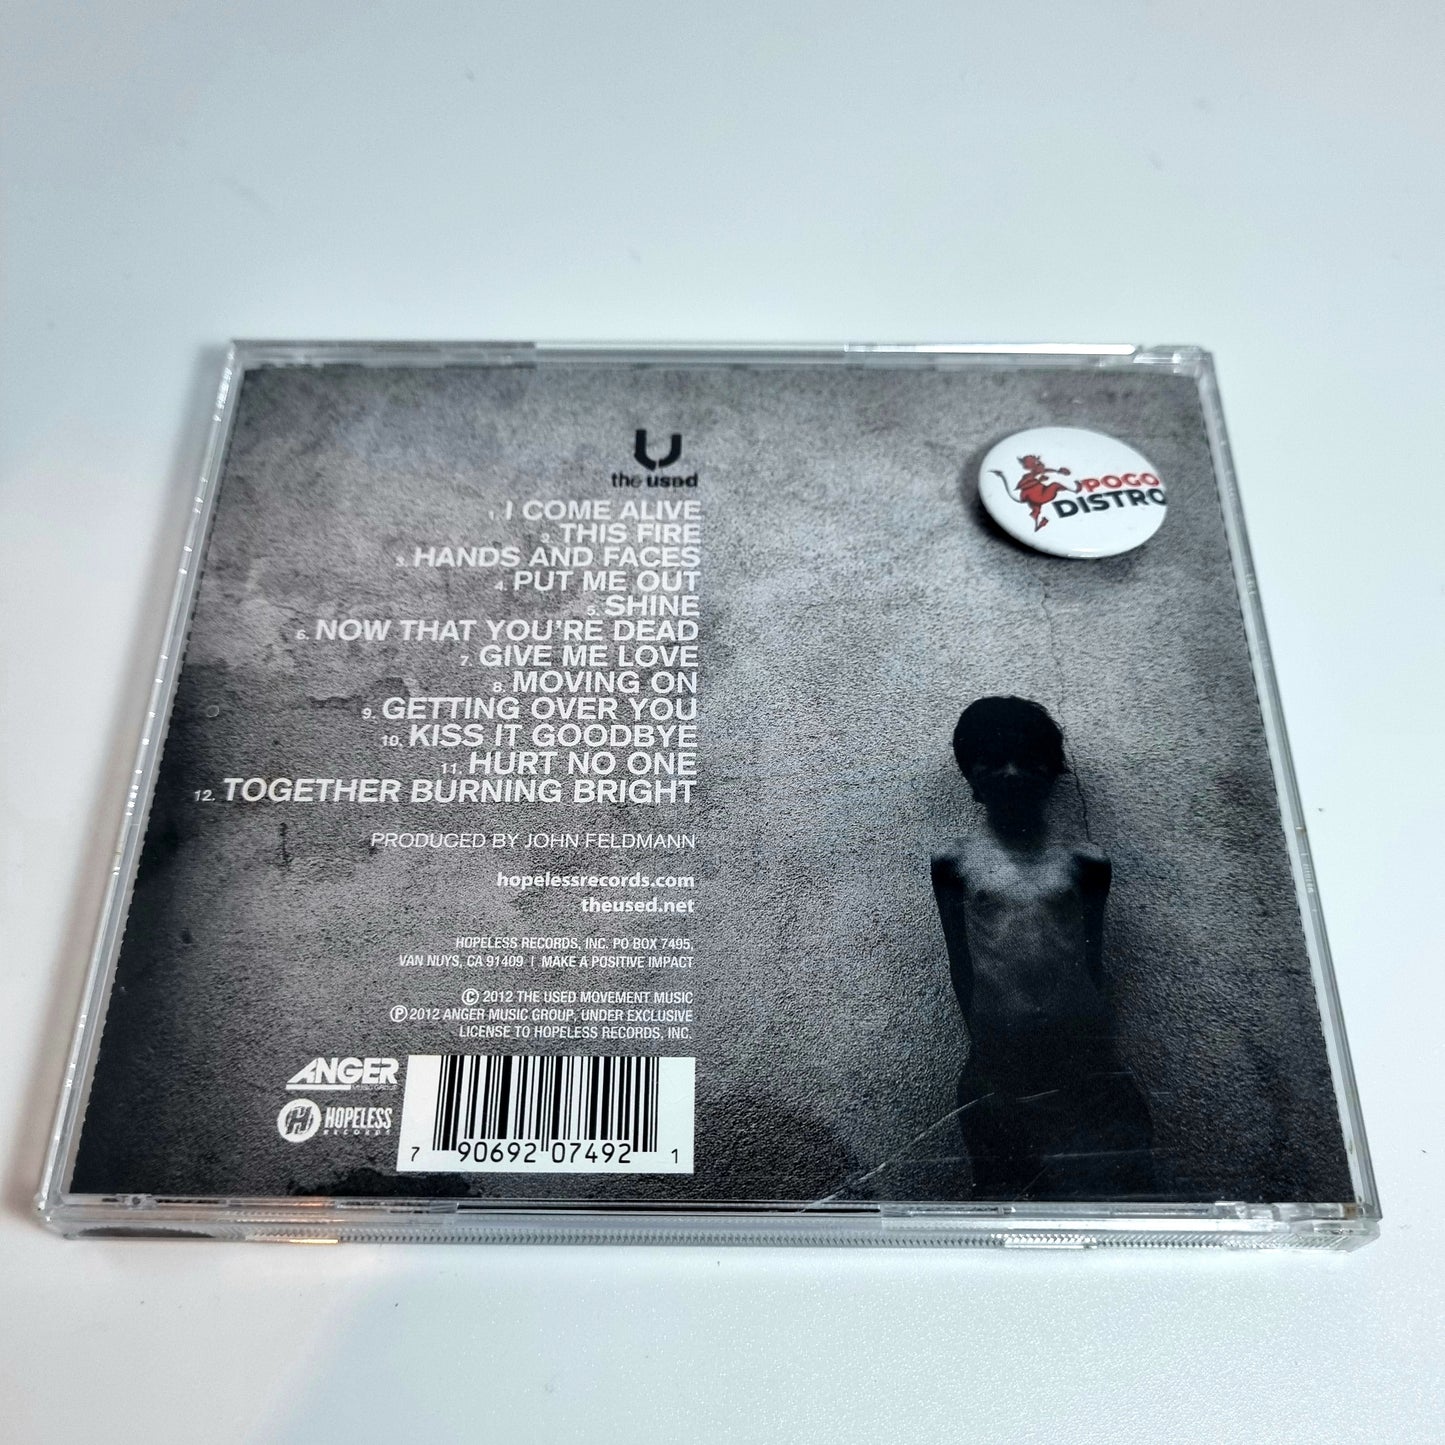 the used
1. I COME ALIVE
2. THIS FIRE
3. HANDS AND FACES
4. PUT ME OUT
5. SHINE
6. NOW THAT YOU'RE DEAD
7. GIVE ME LOVE
8. MOVING ON
9. GETTING OVER YOU
10. KISS IT GOODBYE
11. HURT NO ONE
12. TOGETHER BURNING BRIGHT
PRODUCED BY JOHN FELDMANN
hopelessrecords.com
theused.net
HOPELESS RECORDS, INC. PO BOX 7495,
VAN NUYS, CA 91409 | MAKE A POSITIVE IMPACT
© 2012 THE USED MOVEMENT MUSIC
℗ 2012 ANGER MUSIC GROUP, UNDER EXCLUSIVE
LICENSE TO HOPELESS RECORDS, INC.
ANGER
HOPELESS
RECORDS
7 90692 07492 1
POGO
DISTRO